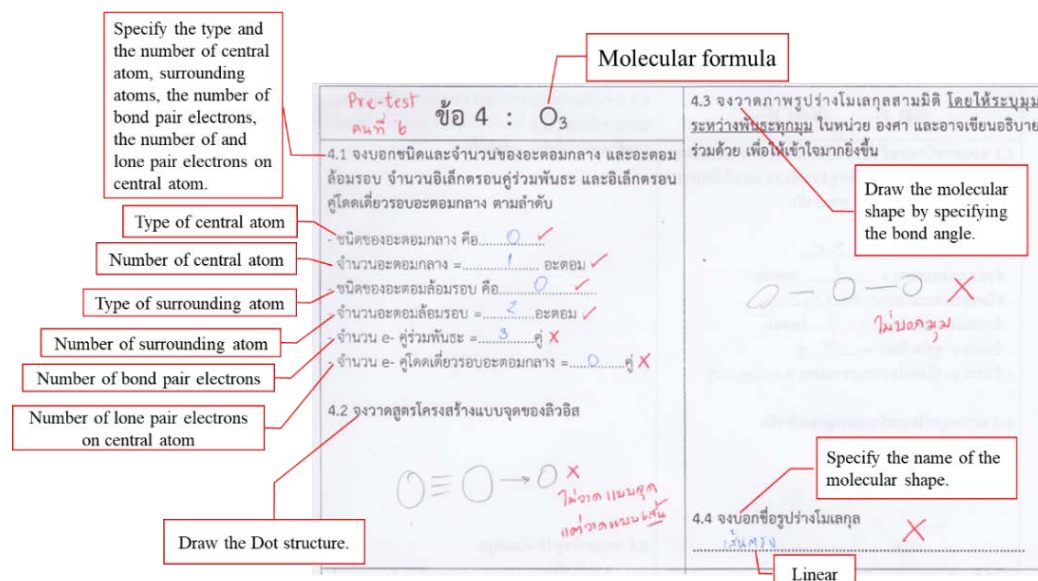 Specify the type and
the number of central
atom, surrounding
atoms, the number of
bond pair electrons,
the number of and
lone pair electrons on
central atom.
Molecular formula
Pre-test
คนที่ 6
ข้อ 4 : O3
4.1 จงบอกชนิดและจำนวนของอะตอมกลาง และอะตอม
ล้อมรอบ จำนวนอิเล็กตรอนคู่ร่วมพันธะ และอิเล็กตรอน
คู่โดดเดี่ยวรอบอะตอมกลาง ตามลำดับ
Type of central atom
- ชนิดของอะตอมกลาง คือ.....O.....
Number of central atom
- จำนวนอะตอมกลาง =.....1..... อะตอม
Type of surrounding atom
- ชนิดของอะตอมล้อมรอบ คือ.....O.....
Number of surrounding atom
- จำนวนอะตอมล้อมรอบ =.....2.....อะตอม
Number of bond pair electrons
- จำนวน e- คู่ร่วมพันธะ =.....3.....คู่
Number of lone pair electrons
on central atom
- จำนวน e- คู่โดดเดี่ยวรอบอะตอมกลาง =.....0.....คู่
4.2 จงวาดสูตรโครงสร้างแบบจุดของลิวอิส
O≡O→O
ไม่วาดแบบจุด
แต่วาดแบบเส้น
Draw the Dot structure.
4.3 จงวาดภาพรูปร่างโมเลกุลสามมิติ โดยให้ระบุมุม
ระหว่างพันธะทุกมุม ในหน่วย องศา และอาจเขียนอธิบาย
ร่วมด้วย เพื่อให้เข้าใจมากยิ่งขึ้น
Draw the molecular
shape by specifying
the bond angle.
O-O-O
ไม่บอกมุม
Specify the name of the
molecular shape.
4.4 จงบอกชื่อรูปร่างโมเลกุล
เส้นตรง
Linear